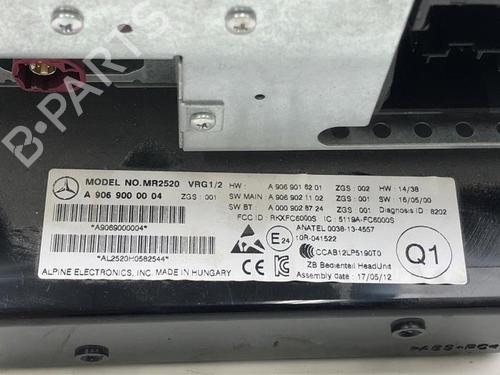 B-PARTS
MODEL NO.MR2520 VRG1/2
A 906 900 00 04 ZGS : 001
*A9069000004*
*AL2520H0582544*
ALPINE ELECTRONICS, INC. MADE IN HUNGARY
HW : A 906 901 62 01 ZGS : 002 HW : 14/38
SW MAIN : A 906 902 11 02 ZGS : 001 SW : 16/05/00
SW BT : A 000 902 87 24 ZGS : 001 Diagnosis ID : 8202
FCC ID : RKXFC6000S IC : 5119A-FC6000S
ANATEL 0038-13-4557
E24 10R-041522
CCAB12LP5190T0
ZB Bedienteil HeadUnit
Assembly date : 17/05/12
Q1